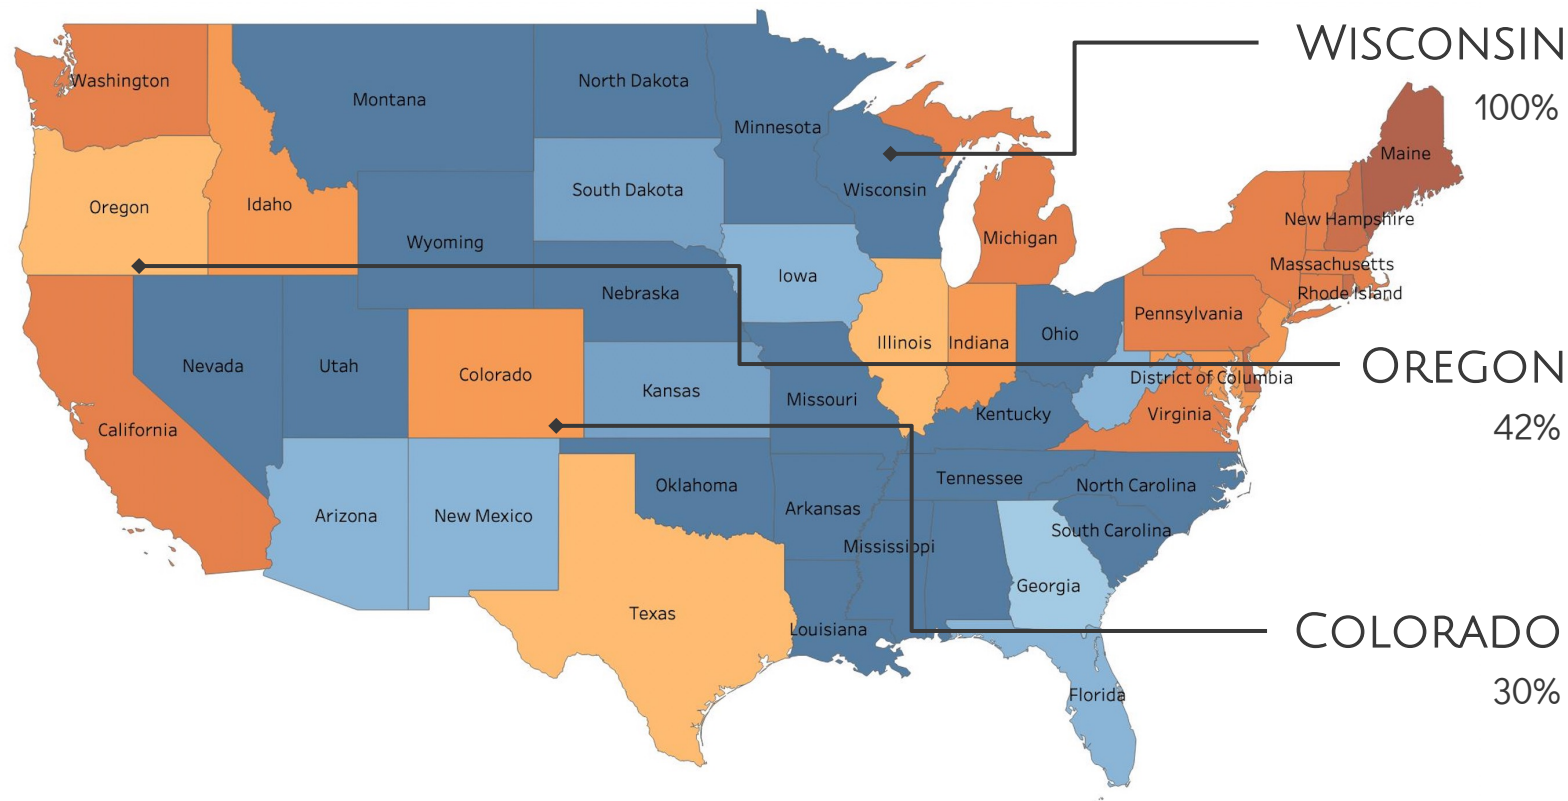 WISCONSIN
100%
Washington
Montana
North Dakota
Minnesota
Maine
South Dakota
Wisconsin
Oregon
Idaho
New Hampshire
Wyoming
Michigan
Massachusetts
Iowa
Nebraska
Rhode Island
Pennsylvania
Ohio
Illinois
Indiana
Nevada
Utah
Colorado
OREGON
42%
District of Columbia
Kansas
Missouri
Kentucky
Virginia
California
Tennessee
Oklahoma
North Carolina
Arkansas
Arizona
New Mexico
South Carolina
Mississippi
Georgia
Texas
Louisiana
COLORADO
30%
Florida